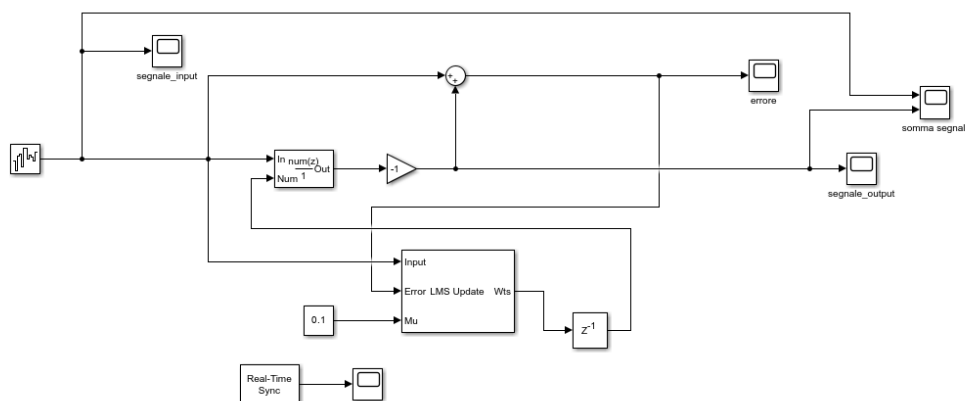 segnale_input
+
+
errore
somma segnal
In
num(z)
1
Out
Num
-1
segnale_output
Input
Error
LMS Update
Wts
Mu
0.1
Z-1
Real-Time
Sync